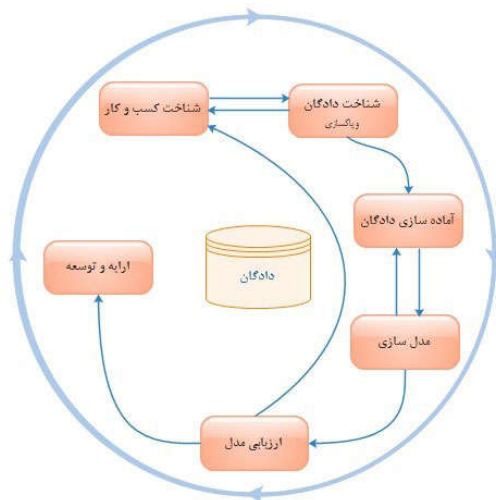 شناخت کسب و کار
شناخت دادگان
و پاکسازی
آماده سازی دادگان
دادگان
ارایه و توسعه
مدل سازی
ارزیابی مدل